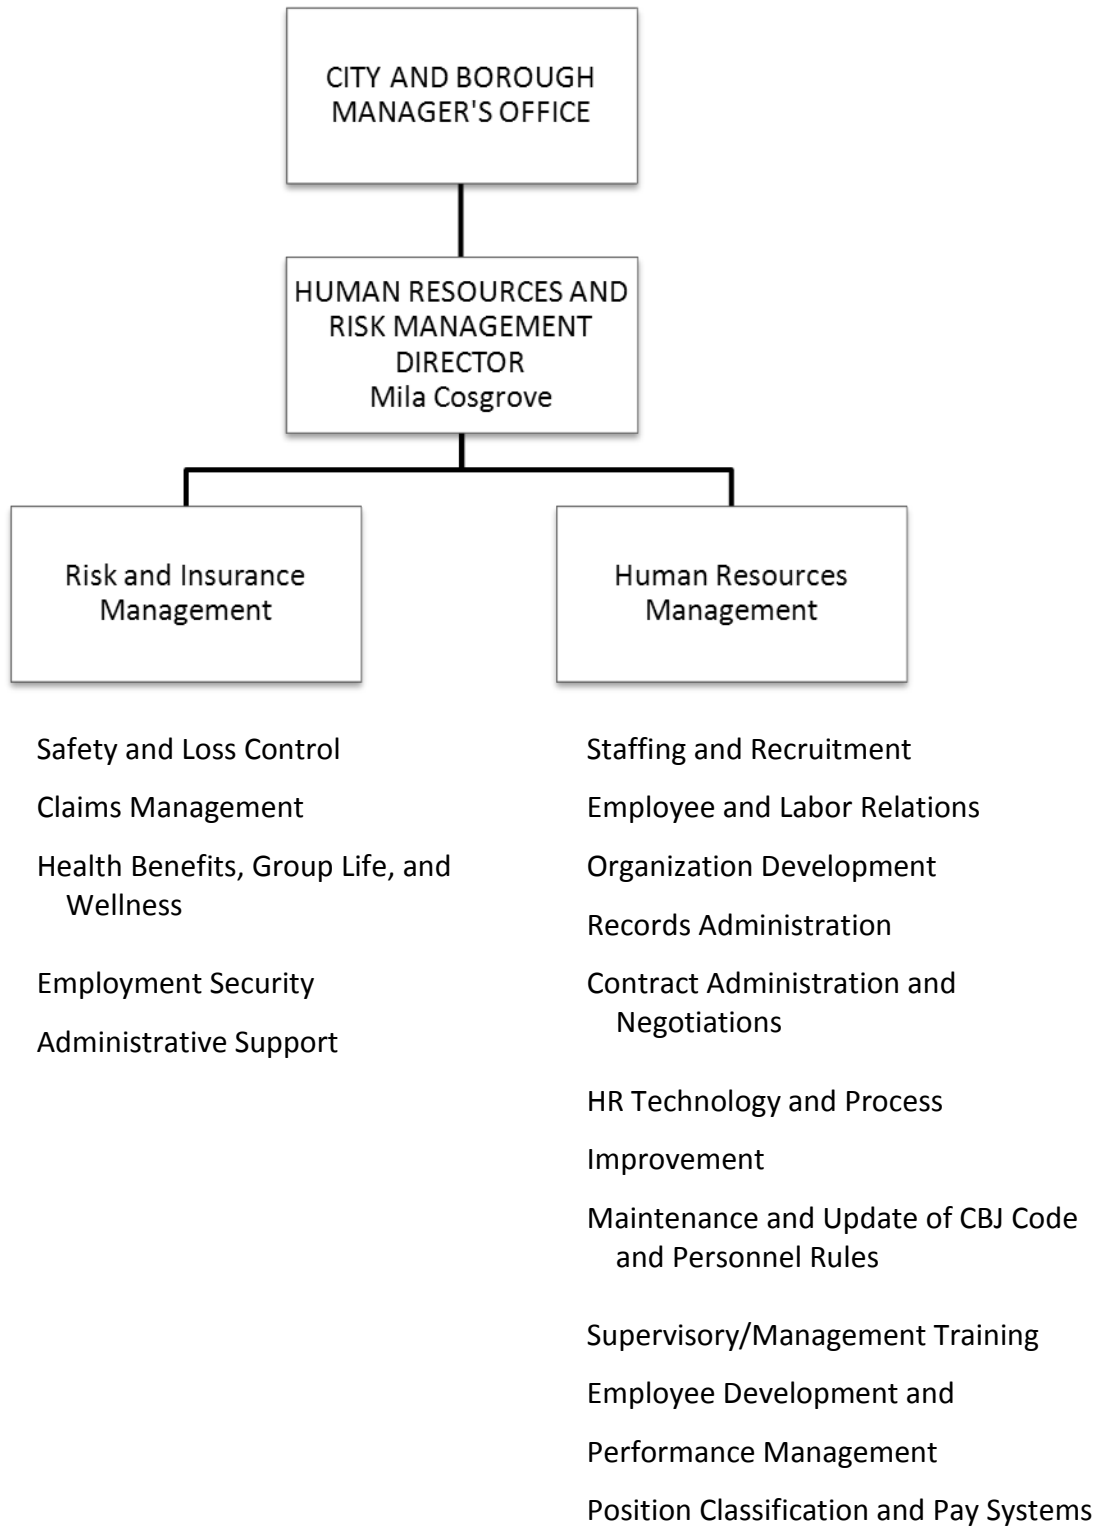 CITY AND BOROUGH
MANAGER'S OFFICE
HUMAN RESOURCES AND
RISK MANAGEMENT
DIRECTOR
Mila Cosgrove
Risk and Insurance
Management
Human Resources
Management
Safety and Loss Control
Claims Management
Health Benefits, Group Life, and
Wellness
Employment Security
Administrative Support
Staffing and Recruitment
Employee and Labor Relations
Organization Development
Records Administration
Contract Administration and
Negotiations
HR Technology and Process
Improvement
Maintenance and Update of CBJ Code
and Personnel Rules
Supervisory/Management Training
Employee Development and
Performance Management
Position Classification and Pay Systems